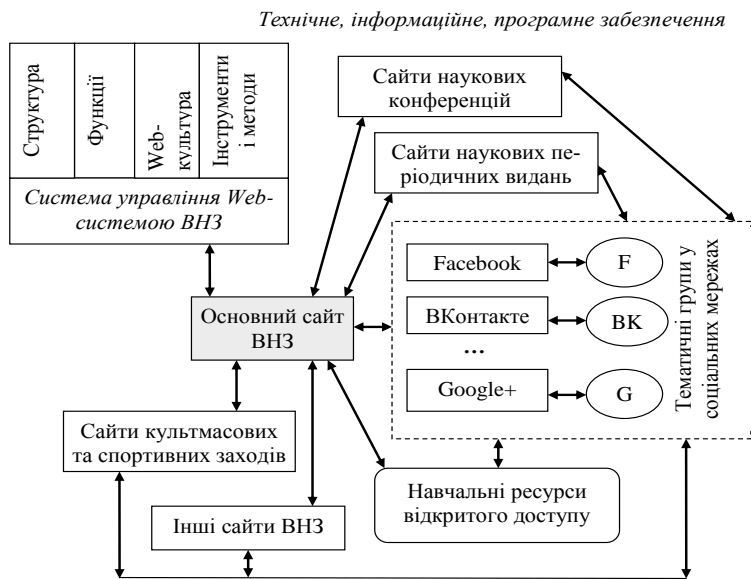 Технічне, інформаційне, програмне забезпечення
Структура
Функції
Web-
культура
Інструменти
і методи
Система управління Web-
системою ВНЗ
Сайти наукових
конференцій
Сайти наукових пе-
ріодичних видань
Facebook
F
ВКонтакте
ВК
...
Google+
G
Тематичні групи у
соціальних мережах
Основний сайт
ВНЗ
Сайти культмасових
та спортивних заходів
Навчальні ресурси
відкритого доступу
Інші сайти ВНЗ